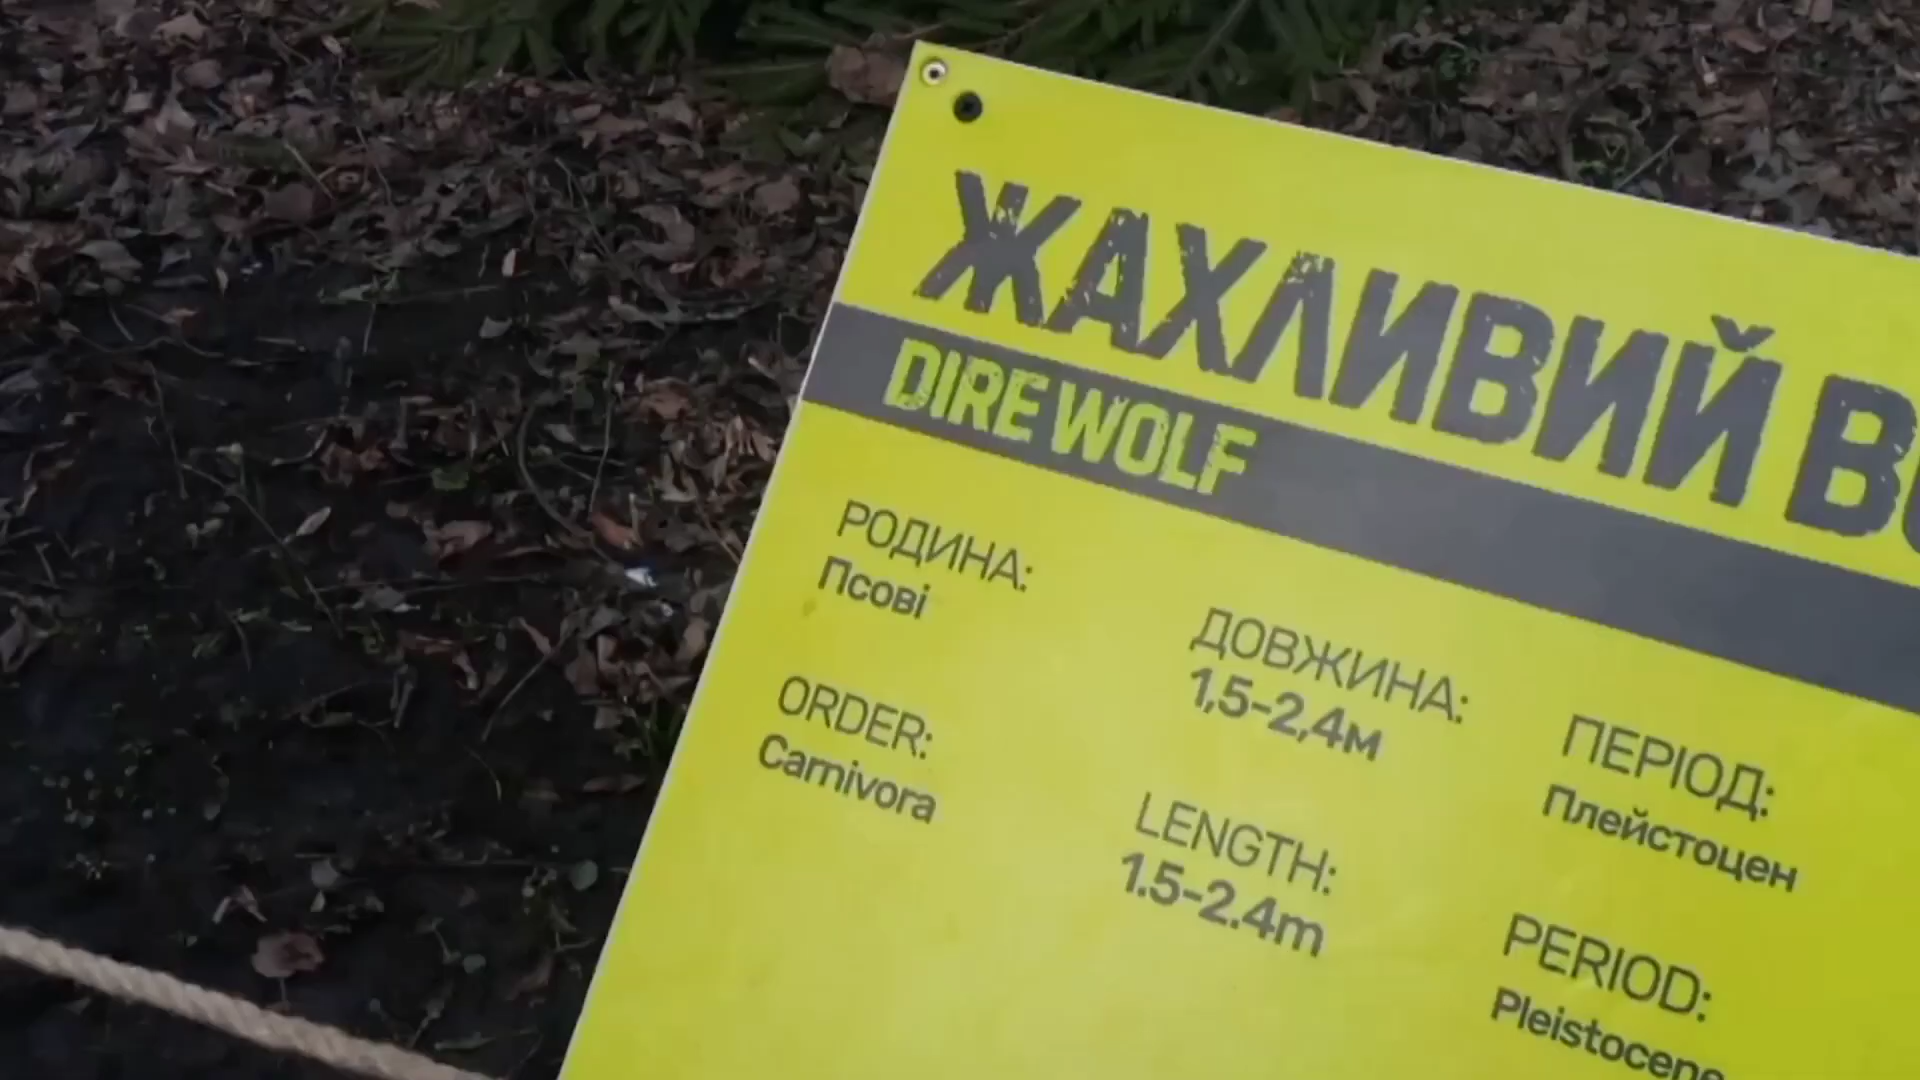 ЖАХЛИВИЙ
DIRE WOLF
РОДИНА:
Псові
ORDER:
Carnivora
ДОВЖИНА:
1,5-2,4м
LENGTH:
1.5-2.4m
ПЕРІОД:
Плейстоцен
PERIOD:
Pleistocene